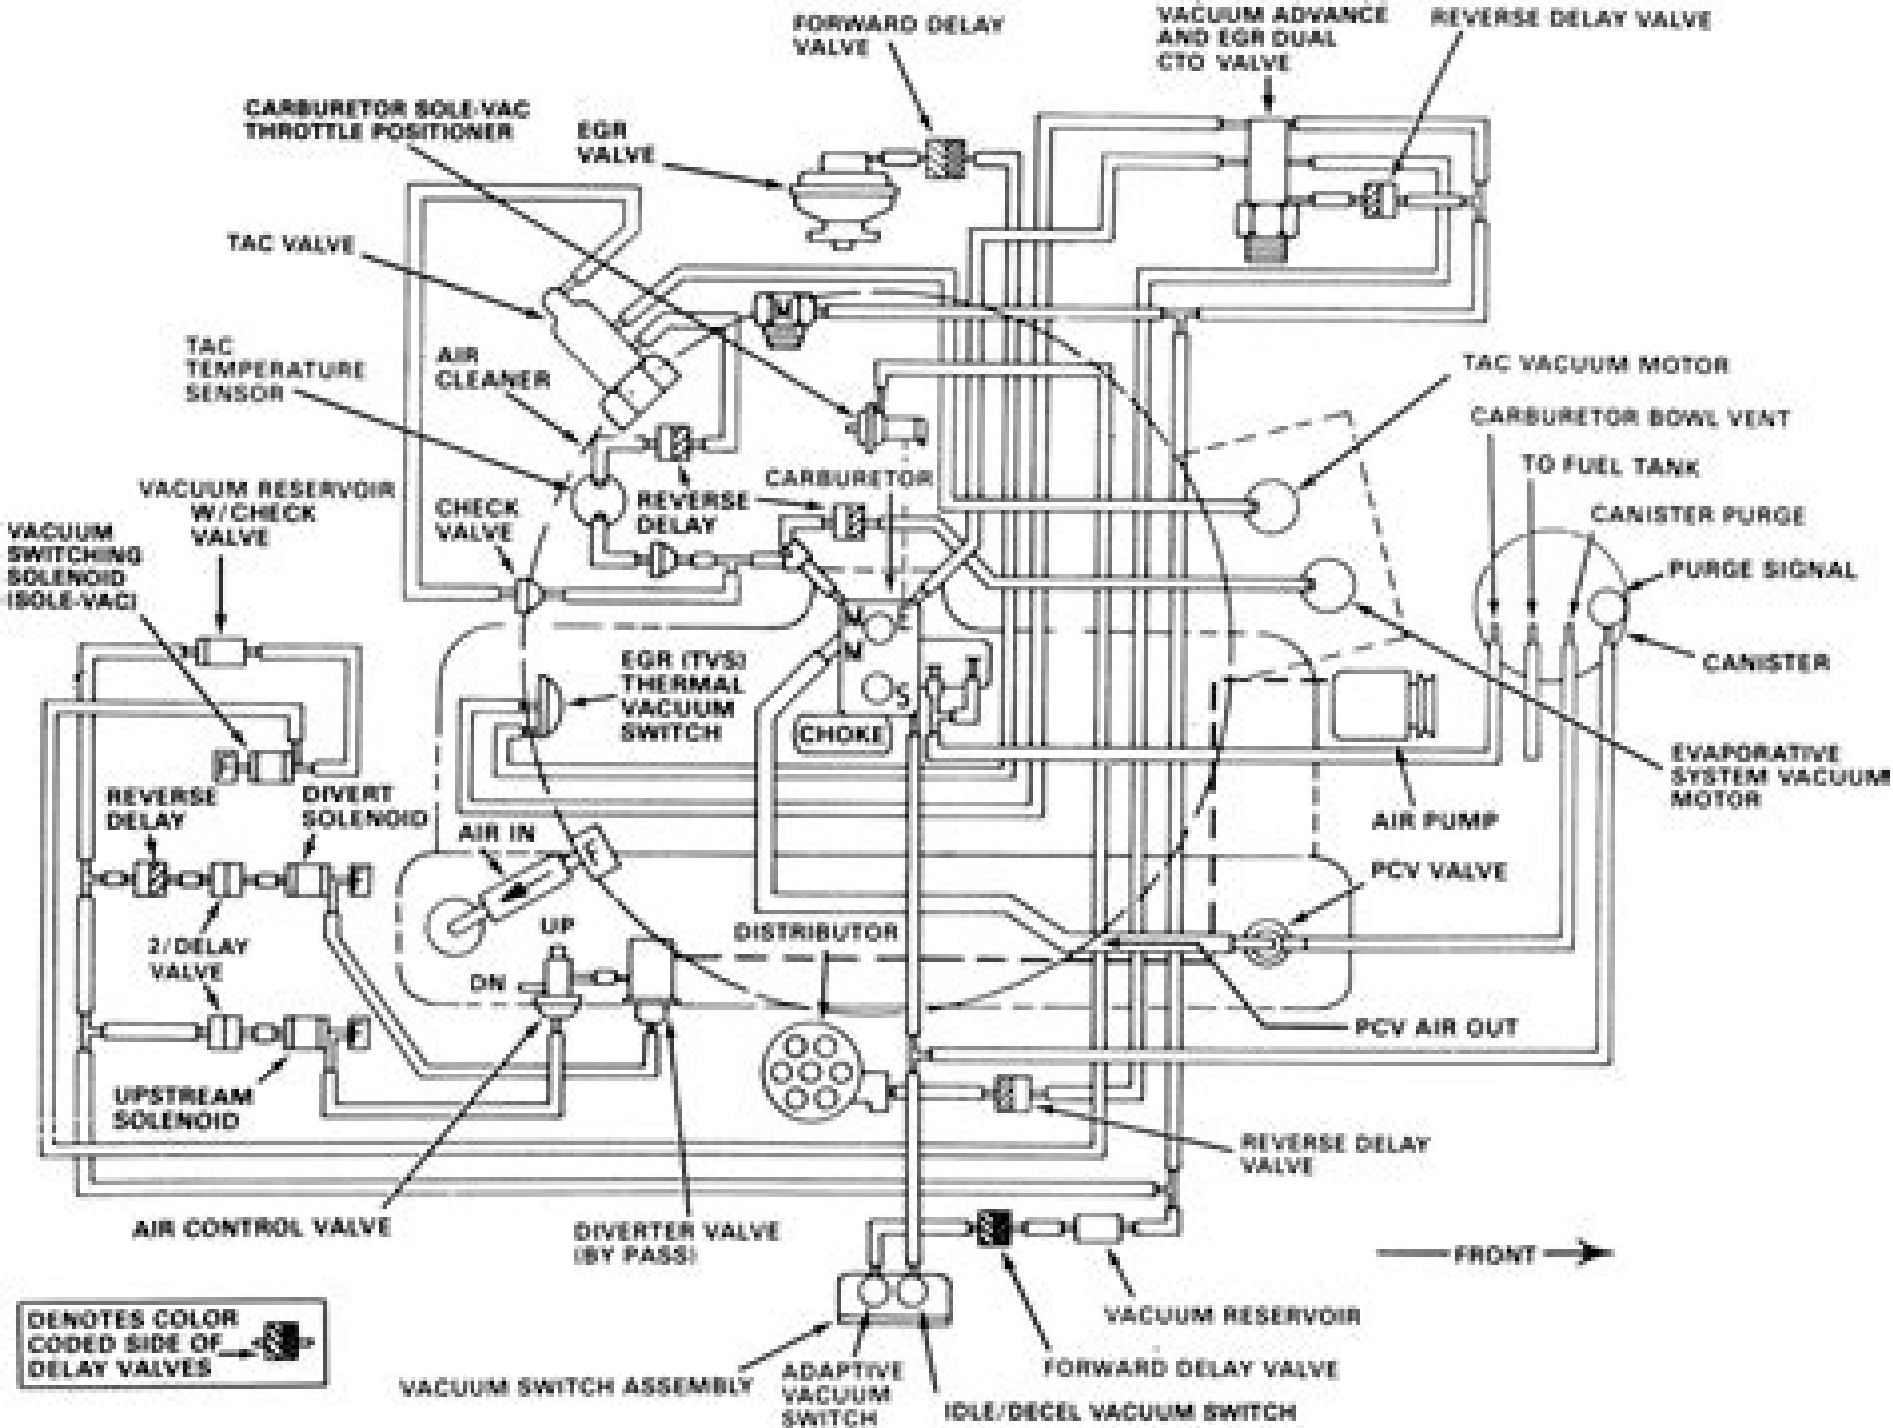 FORWARD DELAY
VALVE
VACUUM ADVANCE
AND EGR DUAL
CTO VALVE
REVERSE DELAY VALVE
CARBURETOR SOLE-VAC
THROTTLE POSITIONER
EGR
VALVE
TAC VALVE
M
TAC
TEMPERATURE
SENSOR
AIR
CLEANER
TAC VACUUM MOTOR
CARBURETOR BOWL VENT
TO FUEL TANK
CANISTER PURGE
PURGE SIGNAL
CANISTER
CARBURETOR
REVERSE
DELAY
CHECK
VALVE
VACUUM RESERVOIR
W/CHECK
VALVE
VACUUM
SWITCHING
SOLENOID
(SOLE-VAC)
EGR (TVS)
THERMAL
VACUUM
SWITCH
M
E
M
S
CHOKE
EVAPORATIVE
SYSTEM VACUUM
MOTOR
AIR PUMP
F
REVERSE
DELAY
DIVERT
SOLENOID
AIR IN
F
F
PCV VALVE
2/DELAY
VALVE
UP
DN
DISTRIBUTOR
F
PCV AIR OUT
UPSTREAM
SOLENOID
REVERSE DELAY
VALVE
AIR CONTROL VALVE
DIVERTER VALVE
(BY PASS)
FRONT
VACUUM RESERVOIR
FORWARD DELAY VALVE
DENOTES COLOR
CODED SIDE OF
DELAY VALVES
VACUUM SWITCH ASSEMBLY
ADAPTIVE
VACUUM
SWITCH
IDLE/DECEL VACUUM SWITCH